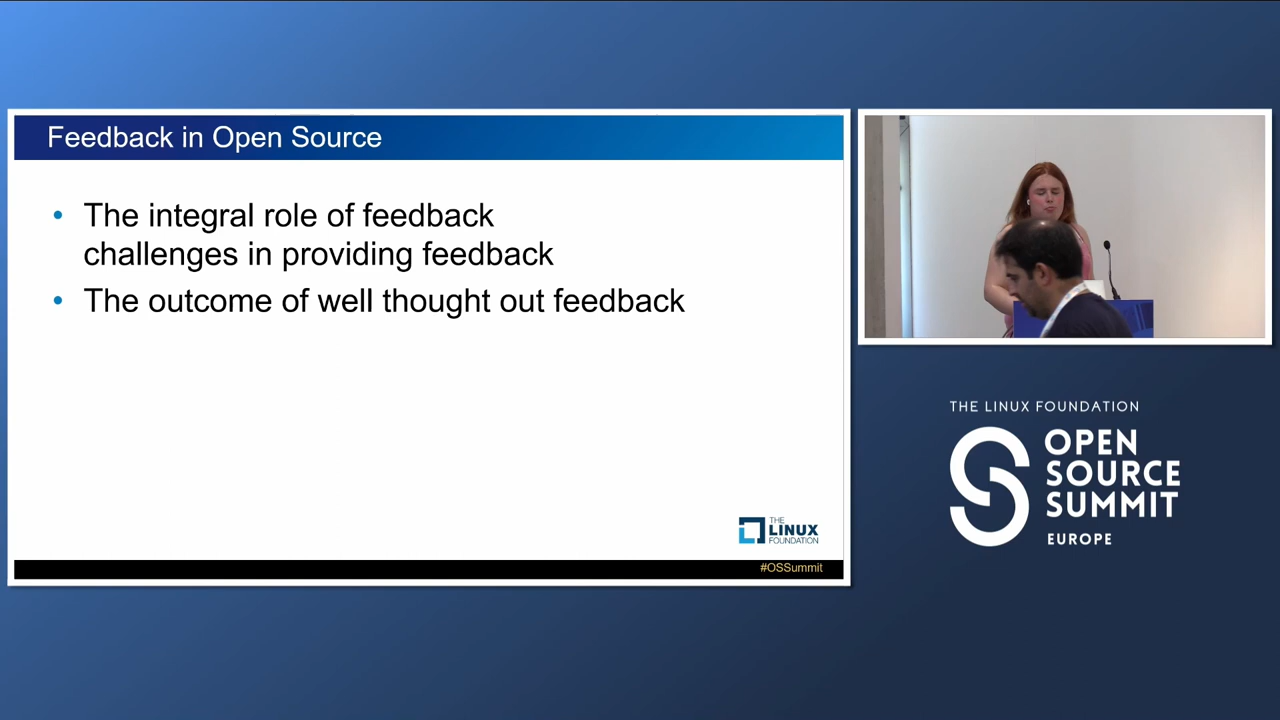 Feedback in Open Source
• The integral role of feedback
challenges in providing feedback
• The outcome of well thought out feedback
THE
LINUX
FOUNDATION
#OSSummit
THE LINUX FOUNDATION
OPEN
SOURCE
SUMMIT
EUROPE